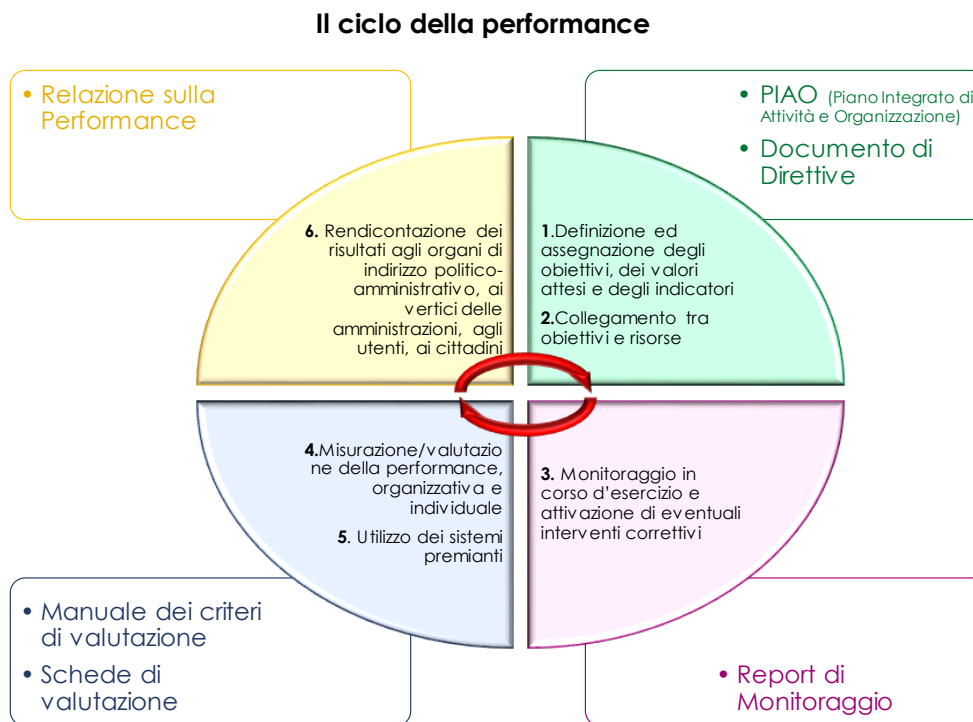 Il ciclo della performance
• Relazione sulla
Performance
• PIAO (Piano Integrato di
Attività e Organizzazione)
• Documento di
Direttive
6. Rendicontazione dei
risultati agli organi di
indirizzo politico-
amministrativo, ai
vertici delle
amministrazioni, agli
utenti, ai cittadini
1.Definizione ed
assegnazione degli
obiettivi, dei valori
attesi e degli indicatori
2.Collegamento tra
obiettivi e risorse
4.Misurazione/valutazio
ne della performance,
organizzativa e
individuale
5. Utilizzo dei sistemi
premianti
3. Monitoraggio in
corso d'esercizio e
attivazione di eventuali
interventi correttivi
• Manuale dei criteri
di valutazione
• Schede di
valutazione
• Report di
Monitoraggio